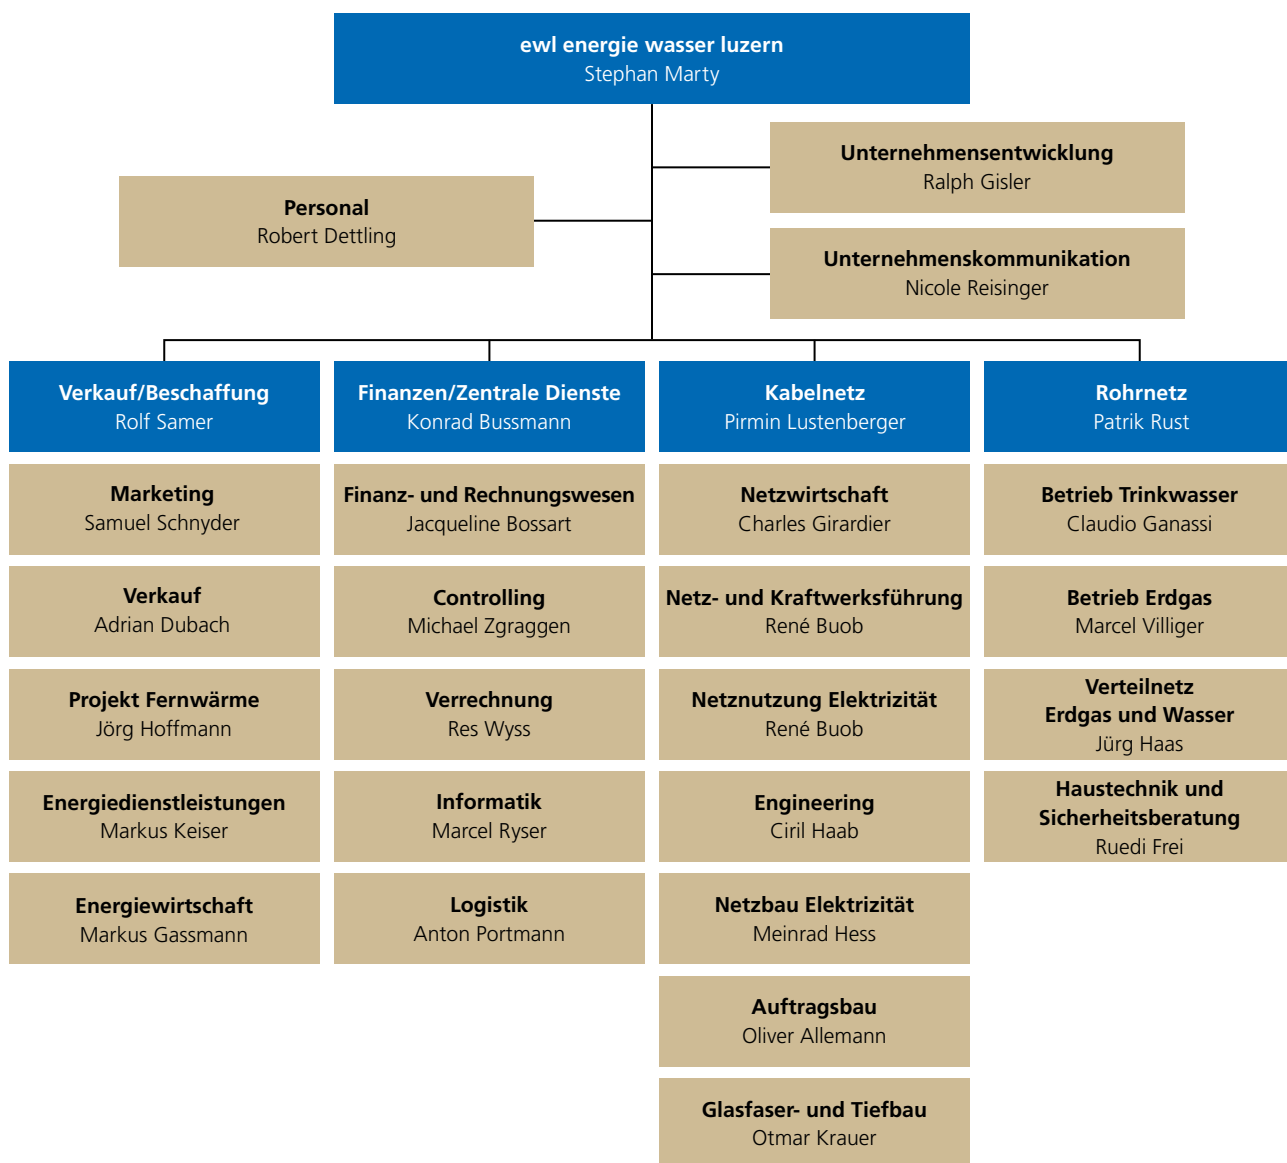 ewl energie wasser luzern
Stephan Marty
Unternehmensentwicklung
Ralph Gisler
Personal
Robert Dettling
Unternehmenskommunikation
Nicole Reisinger
Verkauf/Beschaffung
Rolf Samer
Marketing
Samuel Schnyder
Verkauf
Adrian Dubach
Projekt Fernwärme
Jörg Hoffmann
Energiedienstleistungen
Markus Keiser
Energiewirtschaft
Markus Gassmann
Finanzen/Zentrale Dienste
Konrad Bussmann
Finanz- und Rechnungswesen
Jacqueline Bossart
Controlling
Michael Zgraggen
Verrechnung
Res Wyss
Informatik
Marcel Ryser
Logistik
Anton Portmann
Kabelnetz
Pirmin Lustenberger
Netzwirtschaft
Charles Girardier
Netz- und Kraftwerksführung
René Buob
Netznutzung Elektrizität
René Buob
Engineering
Ciril Haab
Netzbau Elektrizität
Meinrad Hess
Auftragsbau
Oliver Allemann
Glasfaser- und Tiefbau
Otmar Krauer
Rohrnetz
Patrik Rust
Betrieb Trinkwasser
Claudio Ganassi
Betrieb Erdgas
Marcel Villiger
Verteilnetz
Erdgas und Wasser
Jürg Haas
Haustechnik und
Sicherheitsberatung
Ruedi Frei